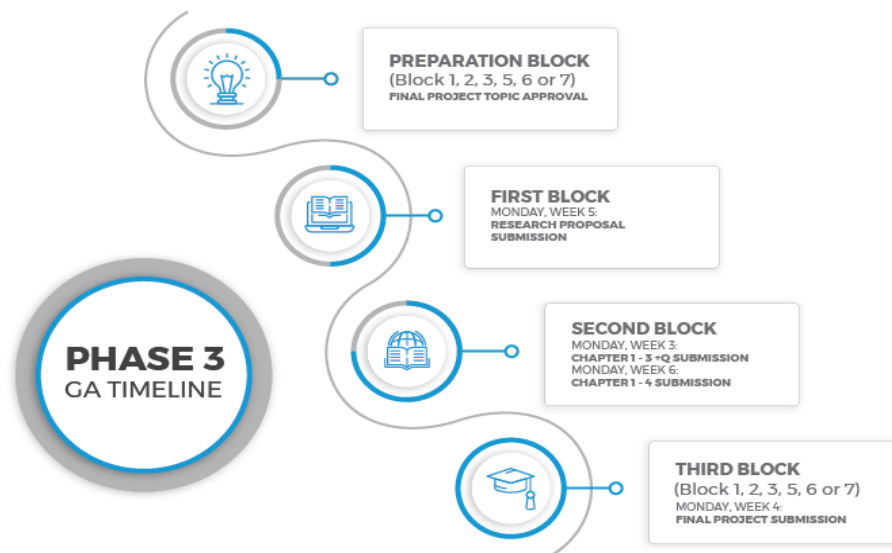 PREPARATION BLOCK
(Block 1, 2, 3, 5, 6 or 7)
FINAL PROJECT TOPIC APPROVAL
FIRST BLOCK
MONDAY, WEEK 5:
RESEARCH PROPOSAL
SUBMISSION
PHASE 3
GA TIMELINE
SECOND BLOCK
MONDAY, WEEK 3:
CHAPTER 1 - 3 +Q SUBMISSION
MONDAY, WEEK 6:
CHAPTER 1 - 4 SUBMISSION
THIRD BLOCK
(Block 1, 2, 3, 5, 6 or 7)
MONDAY, WEEK 4:
FINAL PROJECT SUBMISSION